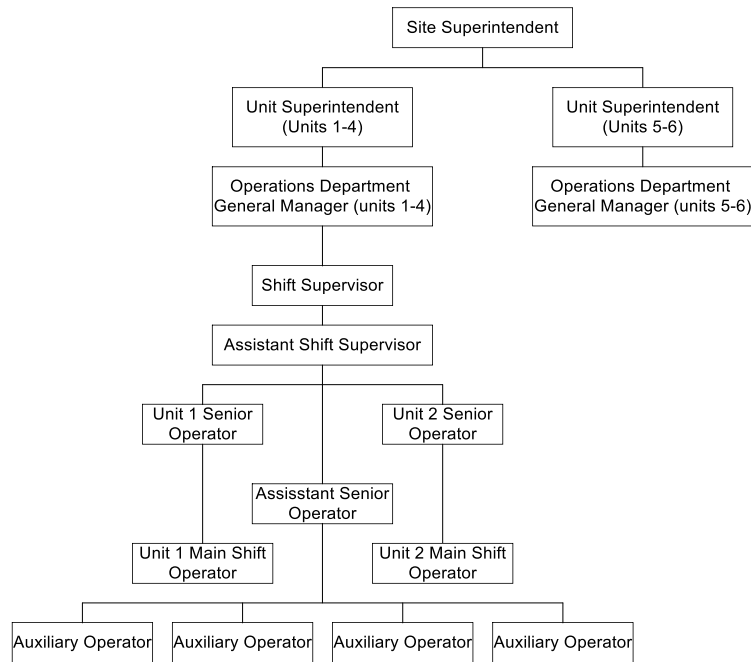 Site Superintendent
Unit Superintendent
(Units 1-4)
Unit Superintendent
(Units 5-6)
Operations Department
General Manager (units 1-4)
Operations Department
General Manager (units 5-6)
Shift Supervisor
Assistant Shift Supervisor
Unit 1 Senior
Operator
Unit 2 Senior
Operator
Assisstant Senior
Operator
Unit 1 Main Shift
Operator
Unit 2 Main Shift
Operator
Auxiliary Operator
Auxiliary Operator
Auxiliary Operator
Auxiliary Operator